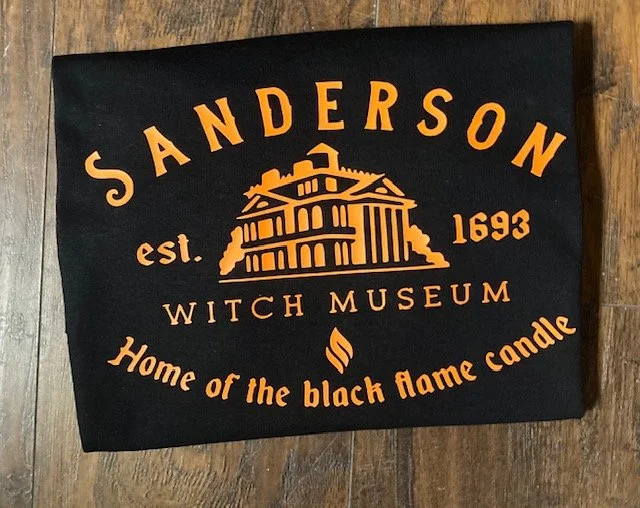 SANDERSON
est. 1693
WITCH MUSEUM
Home of the black flame candle